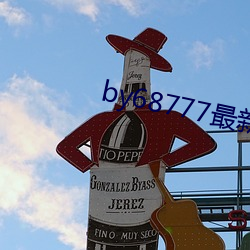 by68777最新
TIO PEPE
GONZALEZ BYASS
JEREZ
FINO MUY SECO